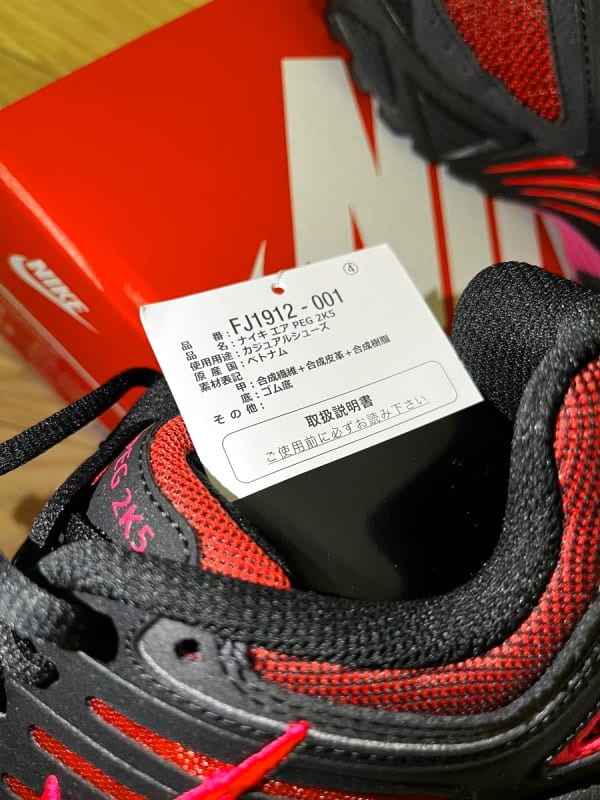 NIKE
④
品　　番：FJ1912-001
品　　名：ナイキ エア PEG 2K5
使用用途：カジュアルシューズ
原 産 国：ベトナム
素材表記
甲：合成繊維＋合成皮革＋合成樹脂
底：ゴム底
そ の 他：
取扱説明書
ご使用前に必ずお読み下さい
PEG 2K5